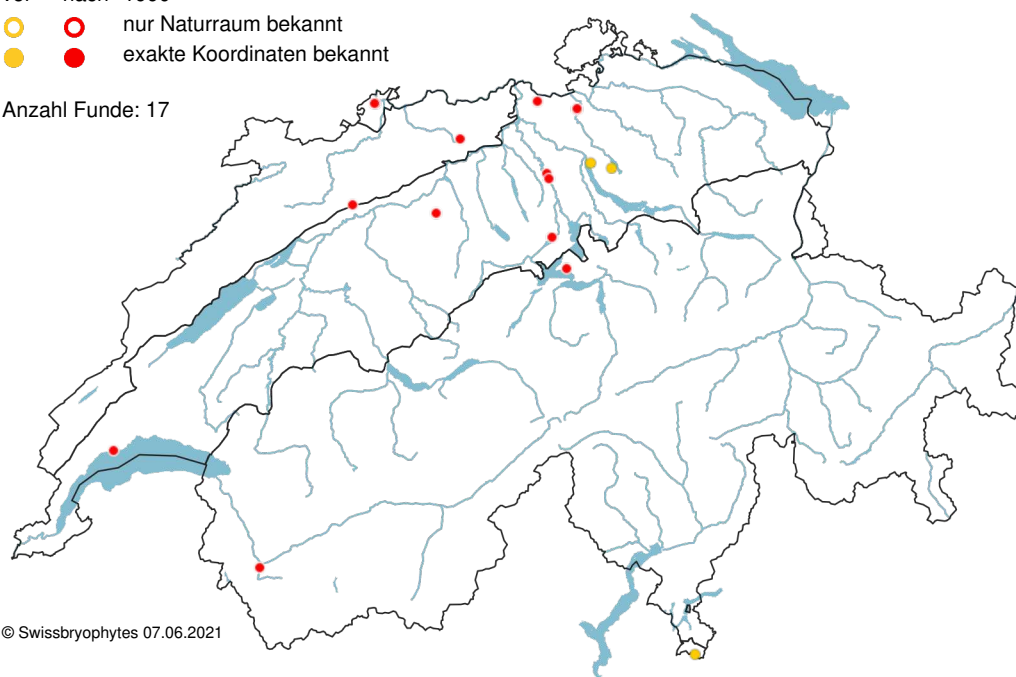 nur Naturraum bekannt
exakte Koordinaten bekannt
Anzahl Funde: 17
© Swissbryophytes 07.06.2021